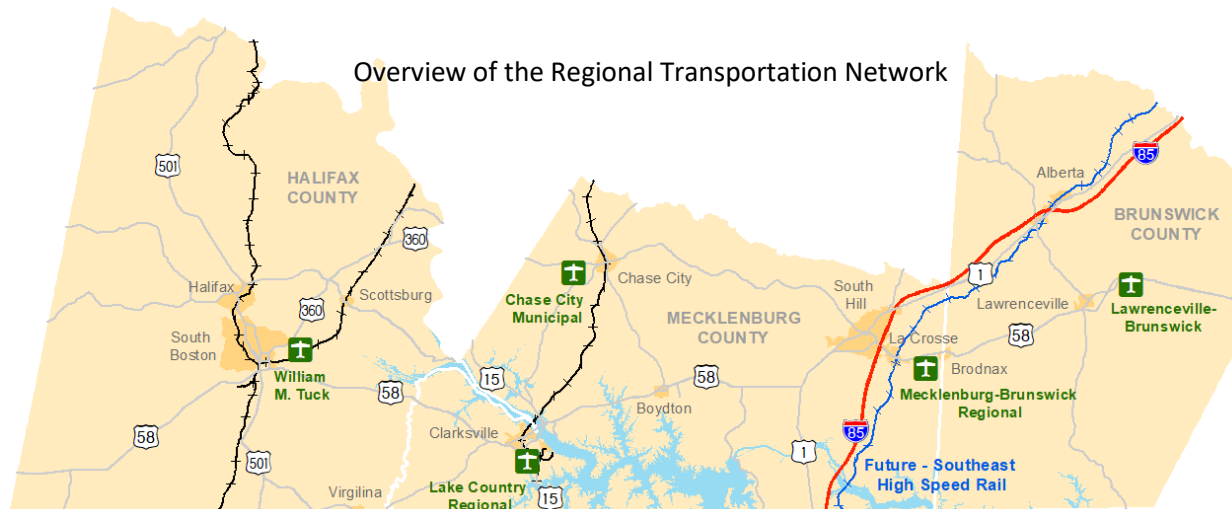 Overview of the Regional Transportation Network
85
Alberta
501
HALIFAX
COUNTY
BRUNSWICK
COUNTY
360
Chase City
1
Halifax
Scottsburg
360
Chase City
Municipal
South
Hill
Lawrenceville
Lawrenceville-
Brunswick
MECKLENBURG
COUNTY
58
South
Boston
La Crosse
William
M. Tuck
15
58
Brodnax
Mecklenburg-Brunswick
Regional
58
Boydton
58
Clarksville
85
1
501
Future - Southeast
High Speed Rail
Virgilina
Lake Country
Regional
15